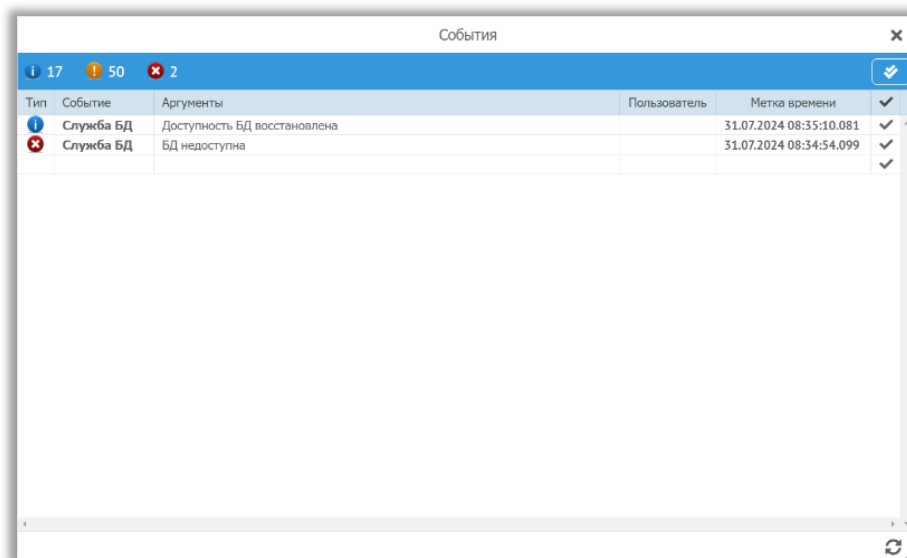 События
17 50 2
Тип Событие Аргументы Пользователь Метка времени
Служба БД Доступность БД восстановлена 31.07.2024 08:35:10.081
Служба БД БД недоступна 31.07.2024 08:34:54.099